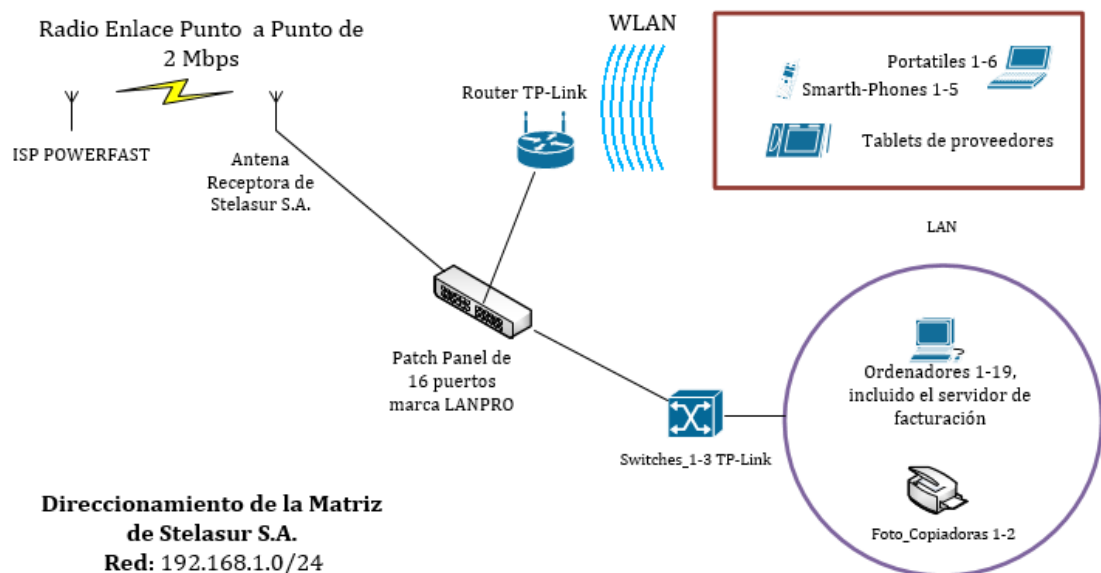 Radio Enlace Punto a Punto de
2 Mbps
ISP POWERFAST
Antena
Receptora de
Stelasur S.A.
Router TP-Link
WLAN
Portatiles 1-6
Smarth-Phones 1-5
Tablets de proveedores
LAN
Patch Panel de
16 puertos
marca LANPRO
Switches_1-3 TP-Link
Ordenadores 1-19,
incluido el servidor de
facturación
Foto_Copiadoras 1-2
Direccionamiento de la Matriz
de Stelasur S.A.
Red: 192.168.1.0/24